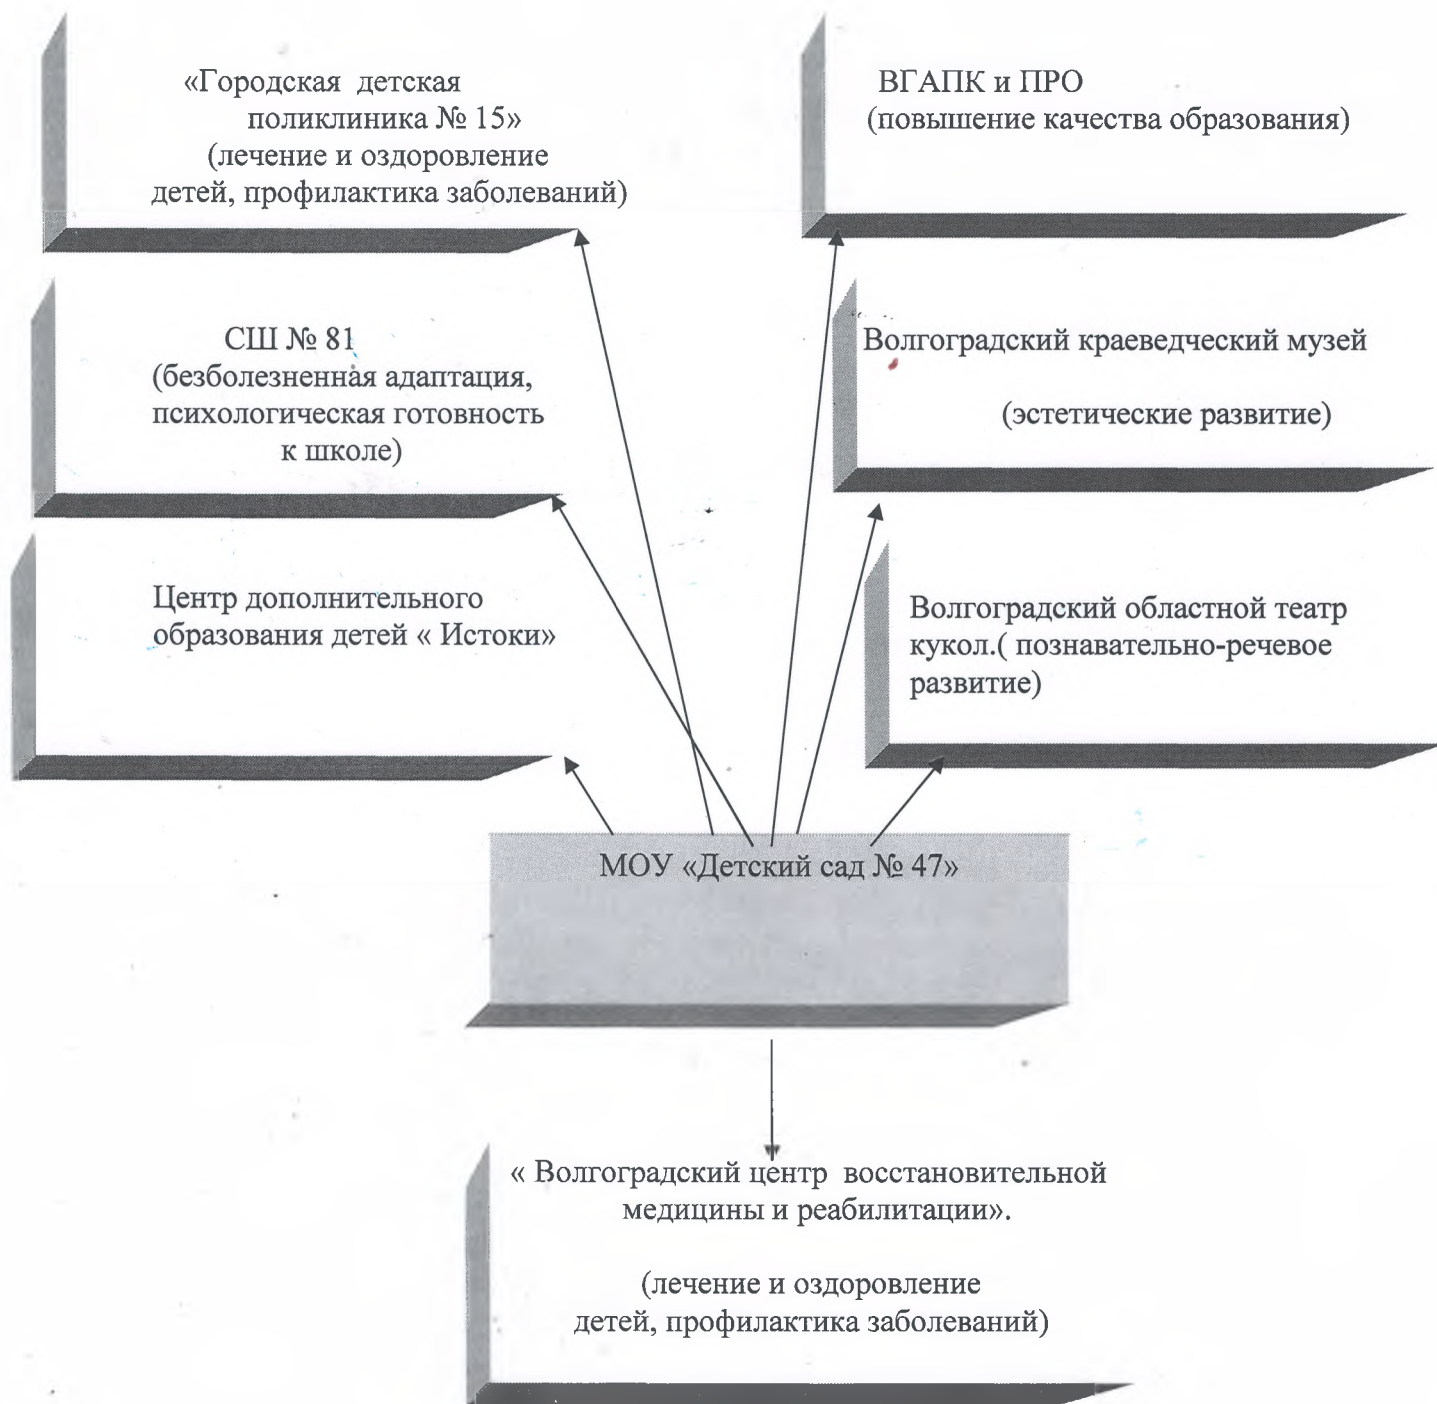 «Городская детская
поликлиника № 15»
(лечение и оздоровление
детей, профилактика заболеваний)
ВГАПК и ПРО
(повышение качества образования)
СШ № 81
(безболезненная адаптация,
психологическая готовность
к школе)
Волгоградский краеведческий музей
(эстетические развитие)
Центр дополнительного
образования детей « Истоки»
Волгоградский областной театр
кукол.( познавательно-речевое
развитие)
МОУ «Детский сад № 47»
« Волгоградский центр восстановительной
медицины и реабилитации».
(лечение и оздоровление
детей, профилактика заболеваний)